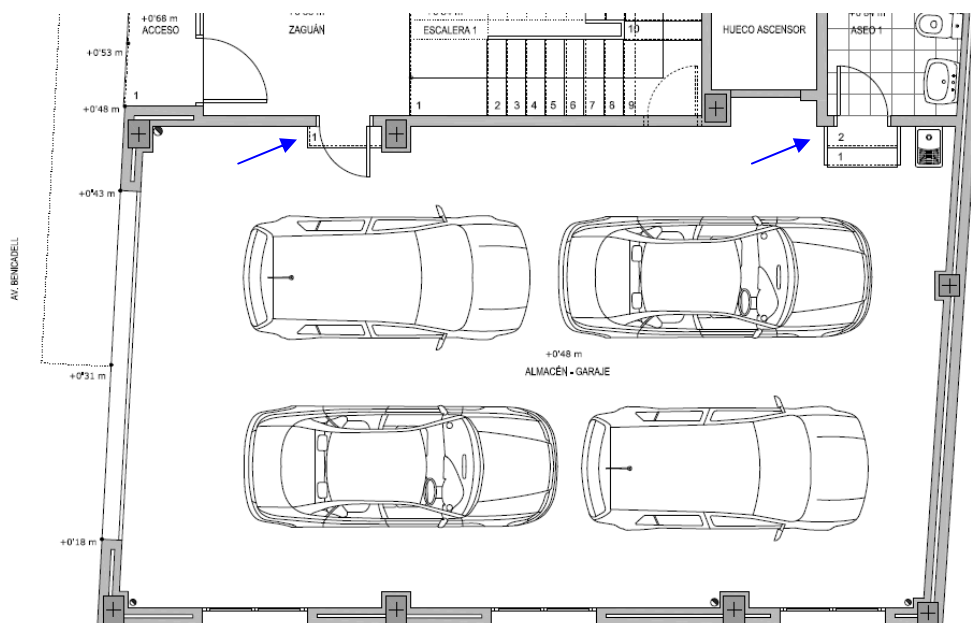 +0'68 m
ACCESO
ZAGUÁN
ESCALERA 1
10
HUECO ASCENSOR
ASEO 1
+0'53 m
1
+0'48 m
1
2
3
4
5
6
7
8
9
1
2
1
+0'43 m
AV. BENICADELL
+0'48 m
ALMACÉN - GARAJE
+0'31 m
+0'18 m